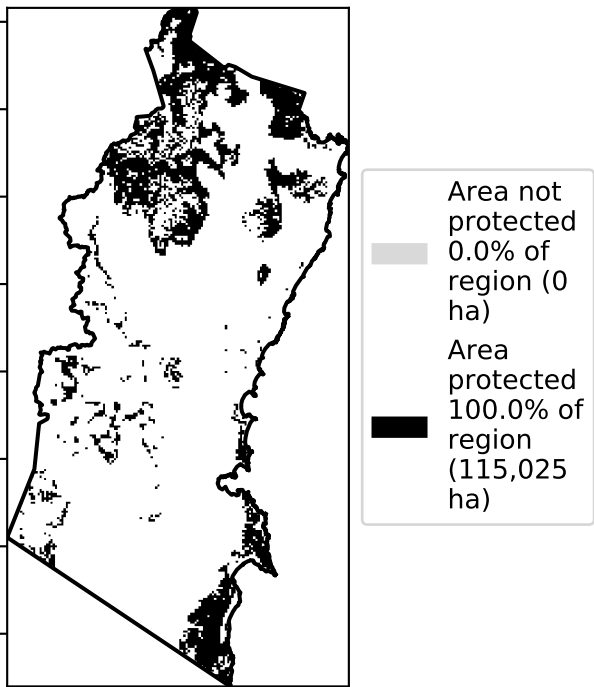 Area not
protected
0.0% of
region (0
ha)
Area
protected
100.0% of
region
(115,025
ha)